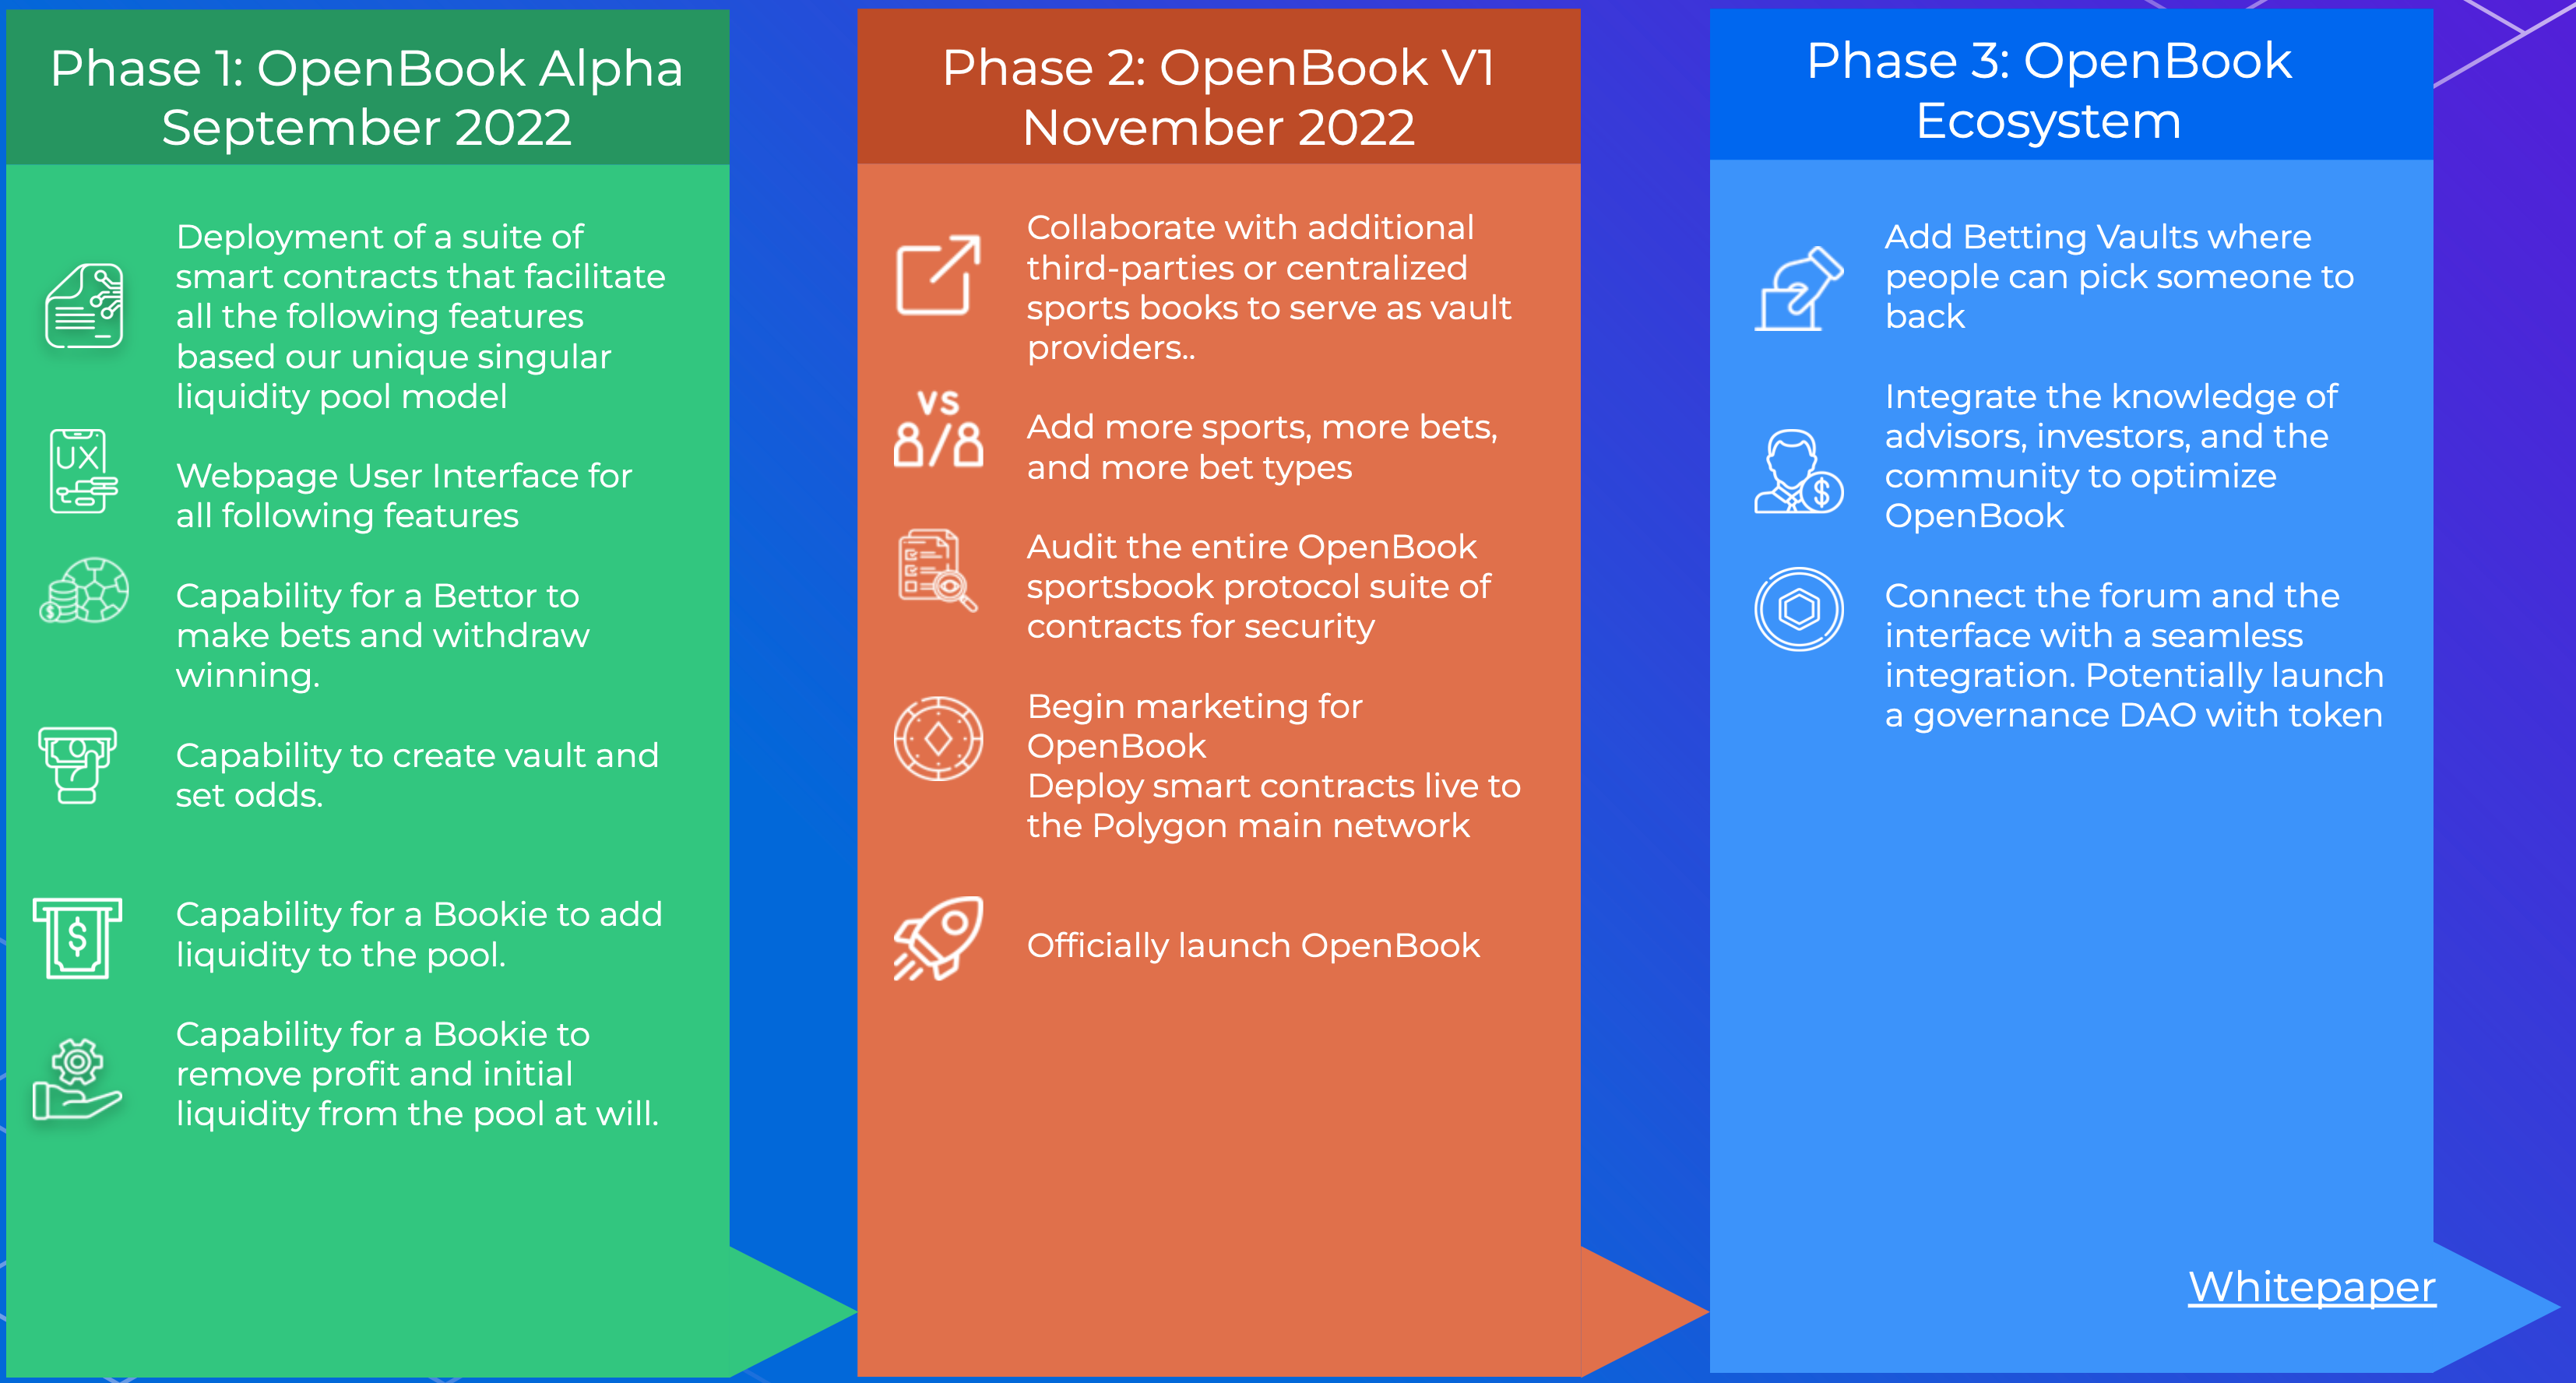 Phase 1: OpenBook Alpha
September 2022
Deployment of a suite of
smart contracts that facilitate
all the following features
based our unique singular
liquidity pool model
UX
Webpage User Interface for
all following features
$
Capability for a Bettor to
make bets and withdraw
winning.
Capability to create vault and
set odds.
$
Capability for a Bookie to add
liquidity to the pool.
Capability for a Bookie to
remove profit and initial
liquidity from the pool at will.
Phase 2: OpenBook V1
November 2022
Collaborate with additional
third-parties or centralized
sports books to serve as vault
providers..
VS
Add more sports, more bets,
and more bet types
Audit the entire OpenBook
sportsbook protocol suite of
contracts for security
Begin marketing for
OpenBook
Deploy smart contracts live to
the Polygon main network
Officially launch OpenBook
Phase 3: OpenBook
Ecosystem
Add Betting Vaults where
people can pick someone to
back
Integrate the knowledge of
advisors, investors, and the
community to optimize
OpenBook
$
Connect the forum and the
interface with a seamless
integration. Potentially launch
a governance DAO with token
Whitepaper